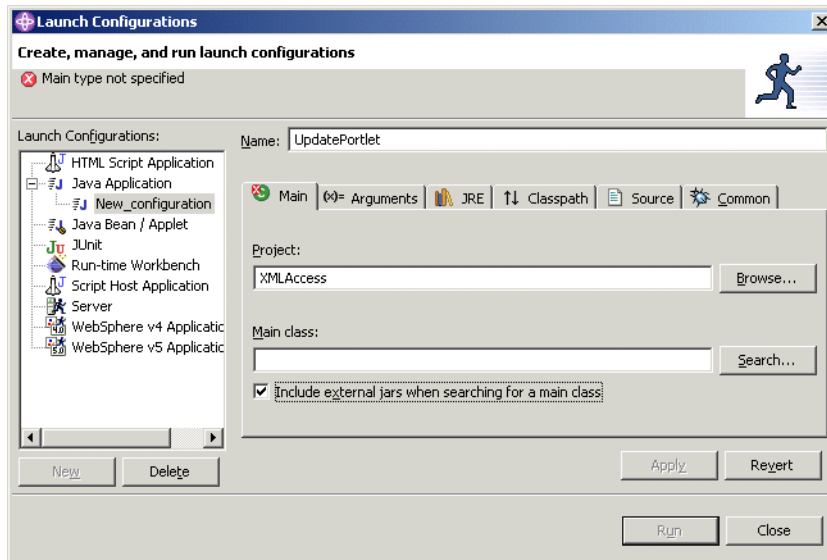 Launch Configurations
Create, manage, and run launch configurations
Main type not specified
Launch Configurations:
HTML Script Application
Java Application
New_configuration
Java Bean / Applet
JUnit
Run-time Workbench
Script Host Application
Server
WebSphere v4 Applicatic
WebSphere v5 Applicatic
New
Delete
Name: UpdatePortlet
Main (x)= Arguments JRE Classpath Source Common
Project:
XMLAccess
Browse...
Main class:
Search...
Include external jars when searching for a main class
Apply
Revert
Run
Close